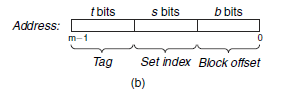 t bits s bits b bits
Address:
m–1 0
Tag Set index Block offset
(b)